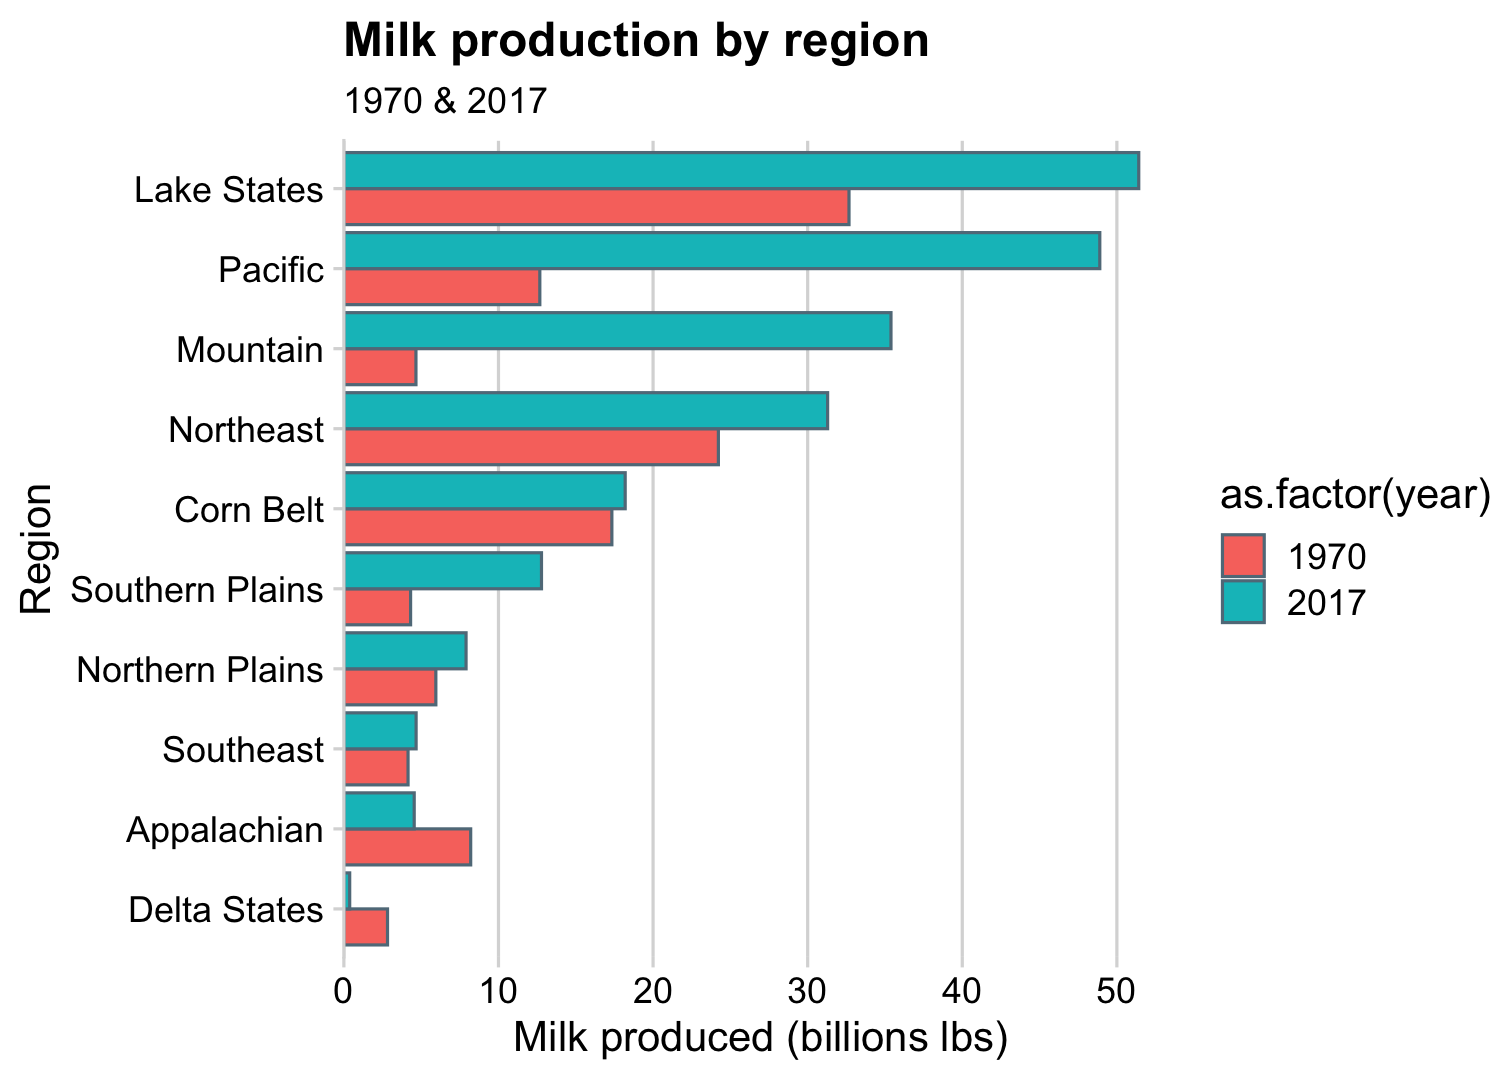 Milk production by region
1970 & 2017
Region
Lake States
Pacific
Mountain
Northeast
Corn Belt
Southern Plains
Northern Plains
Southeast
Appalachian
Delta States
0 10 20 30 40 50
Milk produced (billions lbs)
as.factor(year)
1970
2017